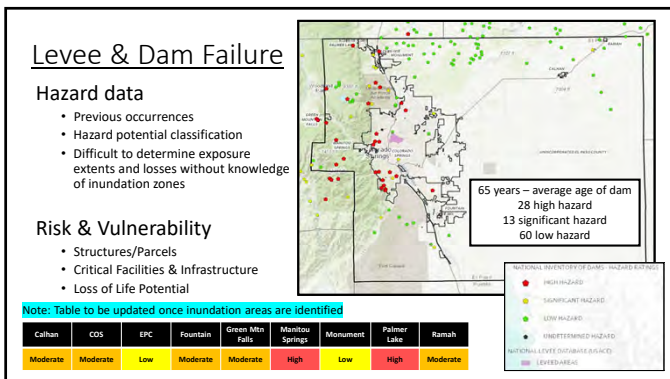 Levee & Dam Failure
Hazard data
• Previous occurrences
• Hazard potential classification
• Difficult to determine exposure
extents and losses without knowledge
of inundation zones
Risk & Vulnerability
• Structures/Parcels
• Critical Facilities & Infrastructure
• Loss of Life Potential
Note: Table to be updated once inundation areas are identified
Calhan COS EPC Fountain Green Mtn Falls Manitou Springs Monument Palmer Lake Ramah
Moderate Moderate Low Moderate Moderate High Low High Moderate
RAMAH
CALHAN
COLORADO
SPRINGS
FOUNTAIN
65 years – average age of dam
28 high hazard
13 significant hazard
60 low hazard
NATIONAL INVENTORY OF DAMS - HAZARD RATINGS
HIGH HAZARD
SIGNIFICANT HAZARD
LOW HAZARD
UNDETERMINED HAZARD
NATIONAL LEVEE DATABASE (USACE)
LEVEED AREAS